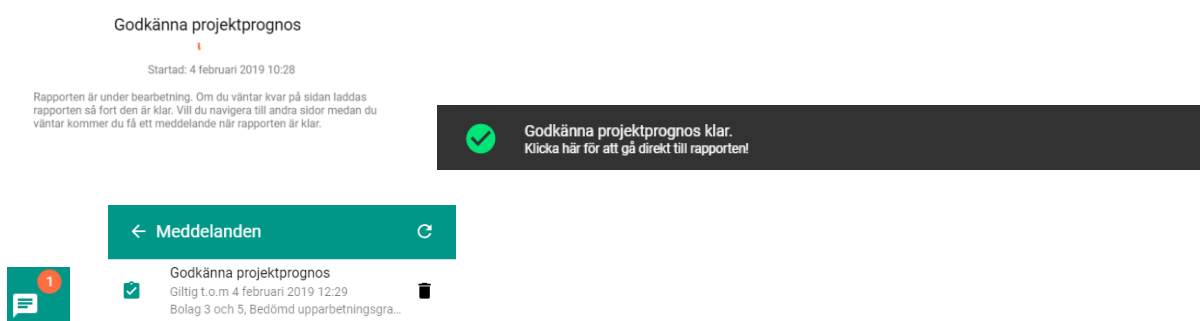 Godkänna projektprognos
Startad: 4 februari 2019 10:28
Rapporten är under bearbetning. Om du väntar kvar på sidan laddas
rapporten så fort den är klar. Vill du navigera till andra sidor medan du
väntar kommer du få ett meddelande när rapporten är klar.
Godkänna projektprognos klar.
Klicka här för att gå direkt till rapporten!
Meddelanden
Godkänna projektprognos
Giltig t.o.m 4 februari 2019 12:29
Bolag 3 och 5, Bedömd upparbetningsgra...
1